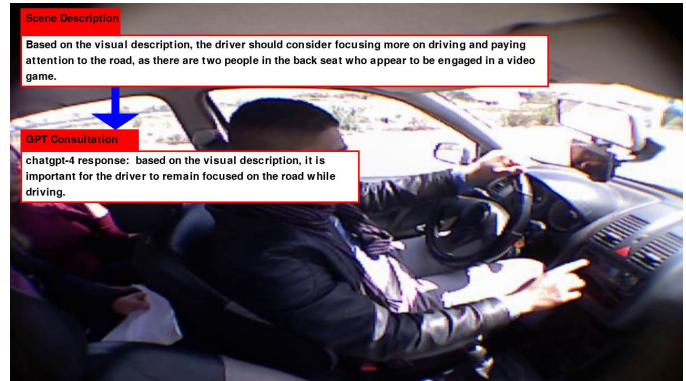 Scene Description
Based on the visual description, the driver should consider focusing more on driving and paying
attention to the road, as there are two people in the back seat who appear to be engaged in a video
game.
GPT Consultation
chatgpt-4 response:  based on the visual description, it is
important for the driver to remain focused on the road while
driving.